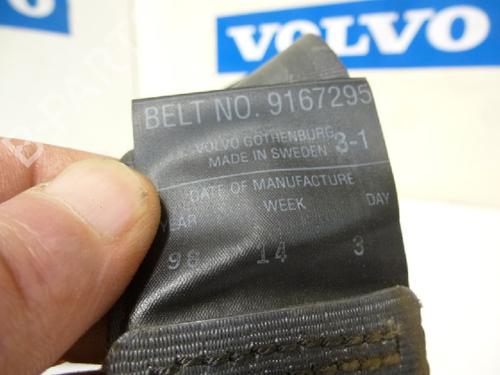 VOLVO
BELT NO. 9167295
VOLVO GOTHENBURG
MADE IN SWEDEN 3-1
DATE OF MANUFACTURE
YEAR WEEK DAY
98 14 3